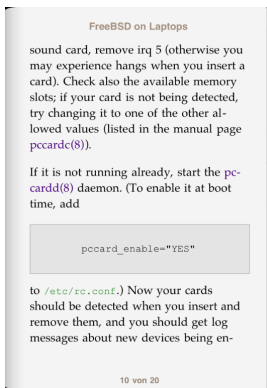 FreeBSD on Laptops
sound card, remove irq 5 (otherwise you
may experience hangs when you insert a
card). Check also the available memory
slots; if your card is not being detected,
try changing it to one of the other al-
lowed values (listed in the manual page
pccardc(8)).
If it is not running already, start the pc-
cardd(8) daemon. (To enable it at boot
time, add
pccard_enable="YES"
to /etc/rc.conf.) Now your cards
should be detected when you insert and
remove them, and you should get log
messages about new devices being en-
10 von 20